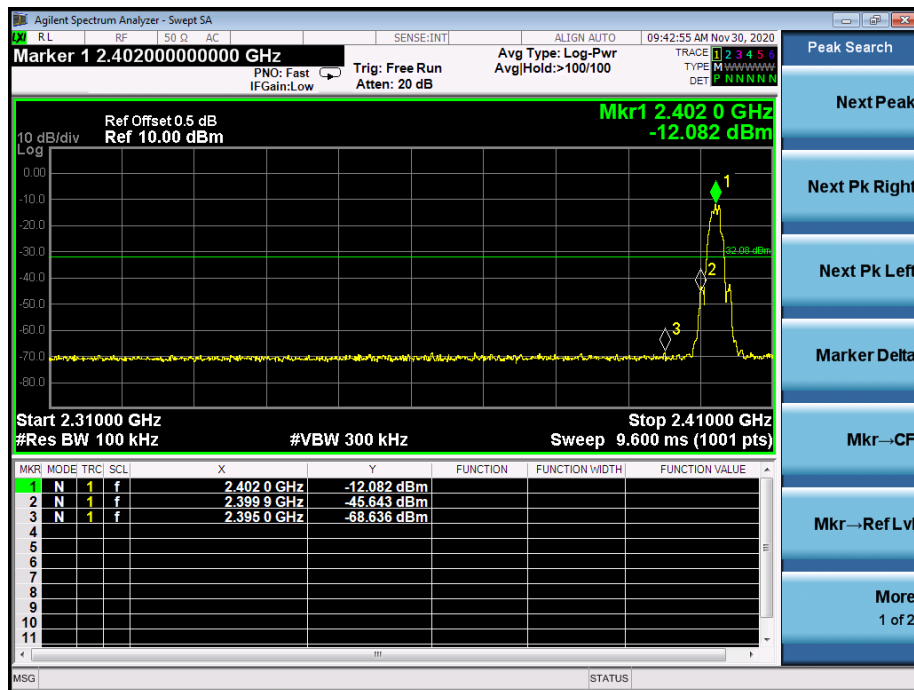 Agilent Spectrum Analyzer - Swept SA
LXI RL RF 50 Ω AC SENSE:INT ALIGN AUTO 09:42:55 AM Nov 30, 2020
Marker 1 2.402000000000 GHz
PNO: Fast
IFGain:Low
Trig: Free Run
Atten: 20 dB
Avg Type: Log-Pwr
Avg|Hold:>100/100
TRACE 1 2 3 4 5 6
TYPE M W W W W W
DET P N N N N N
Peak Search
Next Peak
Next Pk Right
Next Pk Left
Marker Delta
Mkr→CF
Mkr→Ref Lvl
More
1 of 2
Mkr1 2.402 0 GHz
-12.082 dBm
Ref Offset 0.5 dB
10 dB/div Ref 10.00 dBm
Log
0.00
-10.0
-20.0
-30.0
-40.0
-50.0
-60.0
-70.0
-80.0
1
32.08 dBm
2
3
Start 2.31000 GHz Stop 2.41000 GHz
#Res BW 100 kHz #VBW 300 kHz Sweep 9.600 ms (1001 pts)
MKR MODE TRC SCL X Y FUNCTION FUNCTION WIDTH FUNCTION VALUE
1 N 1 f 2.402 0 GHz -12.082 dBm
2 N 1 f 2.399 9 GHz -45.643 dBm
3 N 1 f 2.395 0 GHz -68.636 dBm
4
5
6
7
8
9
10
11
MSG STATUS